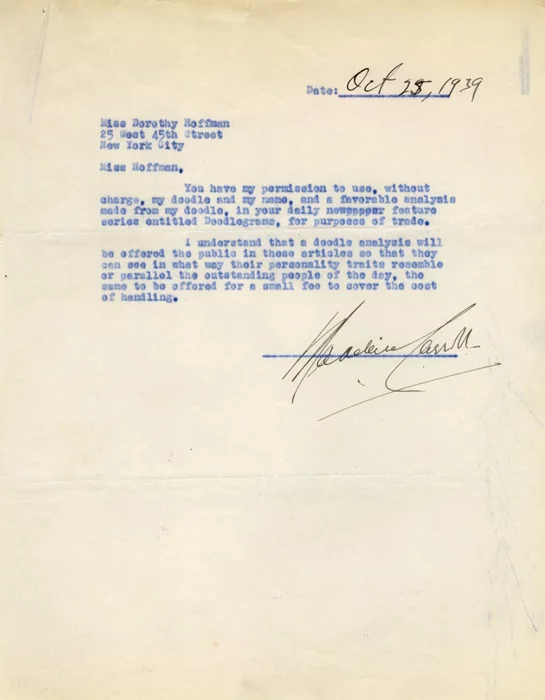 Date: Oct 28, 1939
Miss Dorothy Hoffman
25 West 45th Street
New York City
Miss Hoffman,
You have my permission to use, without
charge, my doodle and my name, and a favorable analysis
made from my doodle, in your daily newspaper feature
series entitled Doodlegrams, for purposes of trade.
I understand that a doodle analysis will
be offered the public in these articles so that they
can see in what way their personality traits resemble
or parallel the outstanding people of the day, the
same to be offered for a small fee to cover the cost
of handling.
Madeleine Carroll